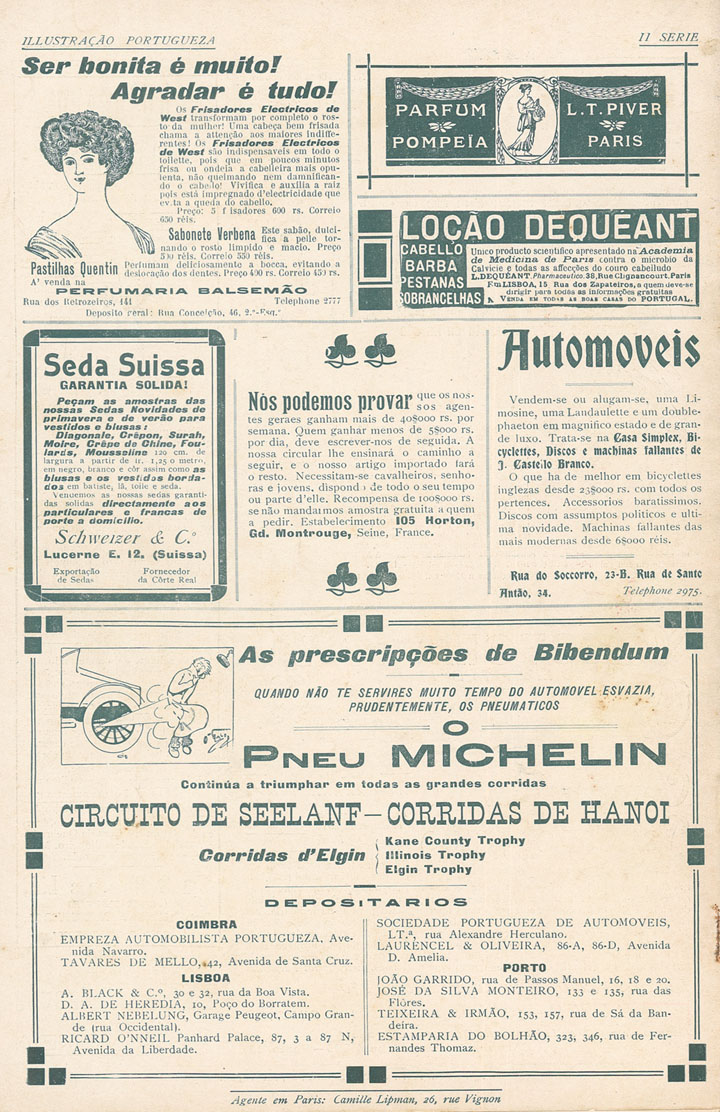 ILLUSTRAÇÃO PORTUGUEZA
II SERIE
Ser bonita é muito!
Agradar é tudo!
Os Frisadores Electricos de
West transformam por completo o ros-
to da mulher! Uma cabeça bem frisada
chama a attenção aos maiores indiffe-
rentes! Os Frisadores Electricos
de West são indispensaveis em todo o
toilette, pois que em poucos minutos
frisa ou ondeia a cabelleira mais opu-
lenta, não queimando nem damnifican-
do o cabelo! Vivifica e auxilia a raiz
pois está impregnado d'electricidade que
evita a queda do cabello.
Preço: 5 frisadores 600 rs. Correio
650 réis.
Sabonete Verbena Este sabão, dulci-
fica a pelle tor-
nando o rosto limpido e macio. Preço
500 réis. Correio 550 réis.
Pastilhas Quentin Perfumam deliciosamente a bocca, evitando a
deslocação dos dentes. Preço 400 rs. Correio 450 rs.
A' venda na
PERFUMARIA BALSEMÃO
Rua dos Retrozeiros, 141 Telephone 2777
Deposito geral: Rua Conceição, 46, 2.º-Esq.º
PARFUM
POMPEÏA
L.T. PIVER
PARIS
LOÇÃO DEQUÉANT
CABELLO
BARBA
PESTANAS
SOBRANCELHAS
Unico producto scientifico apresentado na Academia
de Medicina de Paris contra o microbio da
Calvicie e todas as affecções do couro cabelludo
L. DEQUÉANT, Pharmaceutico, 38, Rue Clignancourt, Paris
Em LISBOA, 15 Rua dos Zapateiros, a quem deve-se
dirigir para todas as informações gratuitas
A VENDA EM TODAS AS BOAS CASAS DO PORTUGAL.
Seda Suissa
GARANTIA SOLIDA!
Peçam as amostras das
nossas Sedas Novidades de
primavera e de verão para
vestidos e blusas:
Diagonale, Crépon, Surah,
Moire, Crêpe de Chine, Fou-
lards, Mousseline 120 cm. de
largura a partir de fr. 1,25 o metro,
em negro, branco e côr assim como as
blusas e os vestidos borda-
dos em batiste, lã, toile e seda.
Vendemos as nossas sedas garanti-
das solidas directamente aos
particulares e francas de
porte a domicilio.
Schweizer & C.º
Lucerne E. 12. (Suissa)
Exportação
de Sedas
Fornecedor
da Côrte Real
Nós podemos provar que os nos-
sos agen-
tes geraes ganham mais de 40$000 rs. por
semana. Quem ganhar menos de 5$000 rs.
por dia, deve escrever-nos de seguida. A
nossa circular lhe ensinará o caminho a
seguir, e o nosso artigo importado fará
o resto. Necessitam-se cavalheiros, senho-
ras e jovens, dispondo de todo o seu tempo
ou parte d'elle. Recompensa de 100$000 rs.
se não mandarmos amostra gratuita a quem
a pedir. Estabelecimento 105 Horton,
Gd. Montrouge, Seine, France.
Automoveis
Vendem-se ou alugam-se, uma Li-
mosine, uma Landaulette e um double-
phaeton em magnifico estado e de gran-
de luxo. Trata-se na Casa Simplex, Bi-
cyclettes, Discos e machinas fallantes de
J. Castello Branco.
O que ha de melhor em bicyclettes
inglezas desde 23$000 rs. com todos os
pertences. Accessorios baratissimos.
Discos com assumptos politicos e ulti-
ma novidade. Machinas fallantes das
mais modernas desde 6$000 réis.
Rua do Soccorro, 23-B. Rua de Santo
Antão, 34. Telephone 2975.
As prescripções de Bibendum
QUANDO NÃO TE SERVIRES MUITO TEMPO DO AUTOMOVEL ESVAZIA,
PRUDENTEMENTE, OS PNEUMATICOS
O
PNEU MICHELIN
Continúa a triumphar em todas as grandes corridas
CIRCUITO DE SEELANF—CORRIDAS DE HANOI
Corridas d'Elgin
Kane County Trophy
Illinois Trophy
Elgin Trophy
DEPOSITARIOS
COIMBRA
EMPREZA AUTOMOBILISTA PORTUGUEZA, Ave-
nida Navarro.
TAVARES DE MELLO, 42, Avenida de Santa Cruz.
LISBOA
A. BLACK & C.º, 30 e 32, rua da Boa Vista.
D. A. DE HEREDIA, 10, Poço do Borratem.
ALBERT NEBELUNG, Garage Peugeot, Campo Gran-
de (rua Occidental).
RICARD O'NNEIL Panhard Palace, 87, 3 a 87 N,
Avenida da Liberdade.
SOCIEDADE PORTUGUEZA DE AUTOMOVEIS,
LT.ª, rua Alexandre Herculano.
LAURENCEL & OLIVEIRA, 86-A, 86-D, Avenida
D. Amelia.
PORTO
JOÃO GARRIDO, rua de Passos Manuel, 16, 18 e 20.
JOSÉ DA SILVA MONTEIRO, 133 e 135, rua das
Flôres.
TEIXEIRA & IRMÃO, 153, 157, rua de Sá da Ban-
deira.
ESTAMPARIA DO BOLHÃO, 323, 346, rua de Fer-
nandes Thomaz.
Agente em Paris: Camille Lipman, 26, rue Vignon